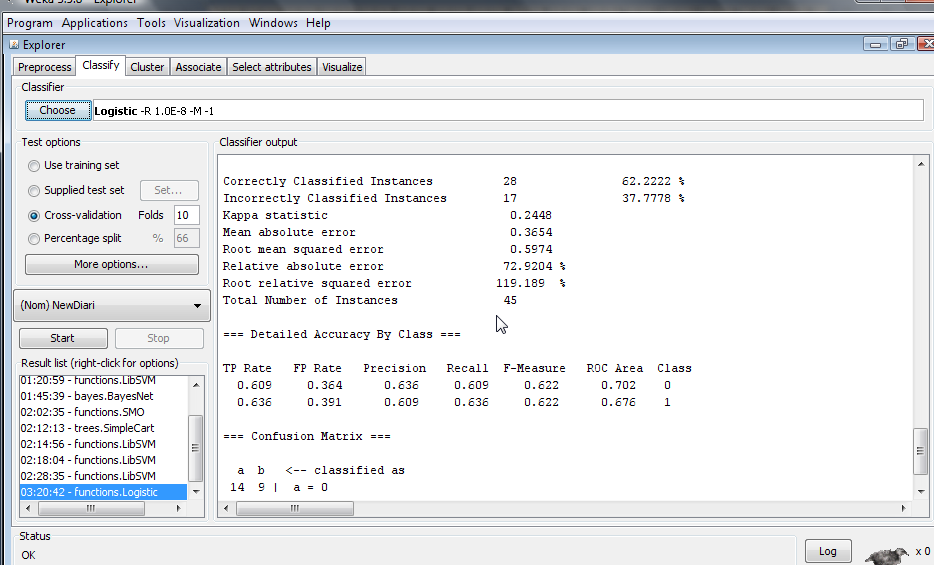 Weka 3.5.8 - Explorer
Program Applications Tools Visualization Windows Help
Explorer
Preprocess Classify Cluster Associate Select attributes Visualize
Classifier
Choose Logistic -R 1.0E-8 -M -1
Test options
Use training set
Supplied test set Set...
Cross-validation Folds 10
Percentage split % 66
More options...
(Nom) NewDiari
Start Stop
Result list (right-click for options)
01:20:59 - functions.LibSVM
01:45:39 - bayes.BayesNet
02:02:35 - functions.SMO
02:12:13 - trees.SimpleCart
02:14:56 - functions.LibSVM
02:18:04 - functions.LibSVM
02:28:35 - functions.LibSVM
03:20:42 - functions.Logistic
Classifier output
Correctly Classified Instances 28 62.2222 %
Incorrectly Classified Instances 17 37.7778 %
Kappa statistic 0.2448
Mean absolute error 0.3654
Root mean squared error 0.5974
Relative absolute error 72.9204 %
Root relative squared error 119.189 %
Total Number of Instances 45
=== Detailed Accuracy By Class ===
TP Rate FP Rate Precision Recall F-Measure ROC Area Class
0.609 0.364 0.636 0.609 0.622 0.702 0
0.636 0.391 0.609 0.636 0.622 0.676 1
=== Confusion Matrix ===
a b <-- classified as
14 9 | a = 0
Status
OK
Log
x 0